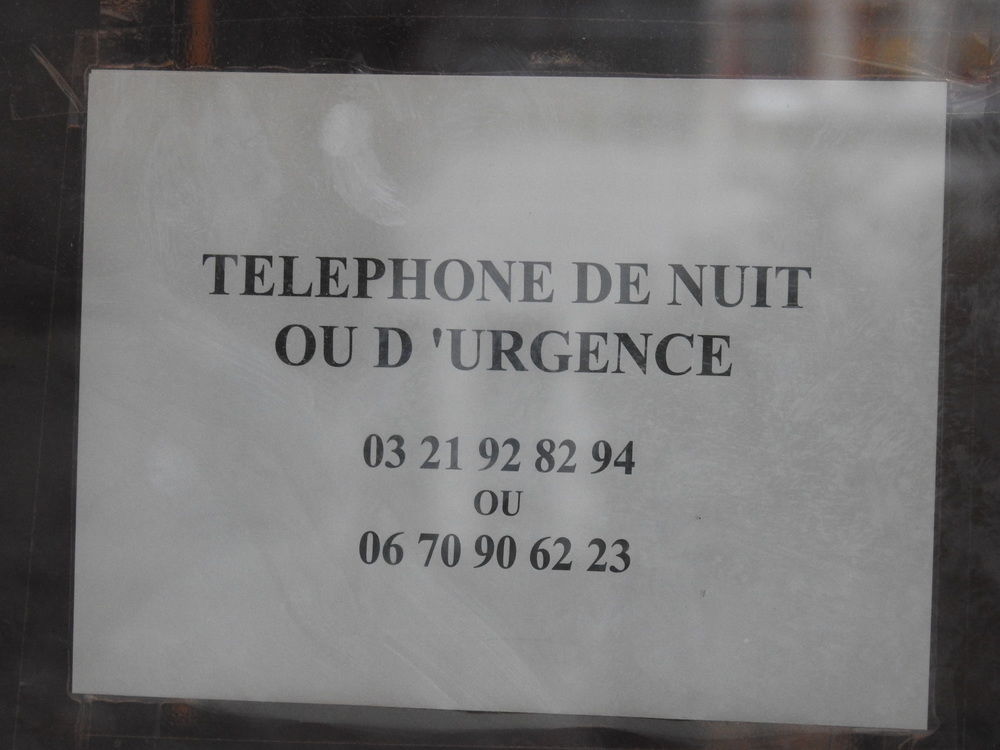 TELEPHONE DE NUIT
OU D 'URGENCE
03 21 92 82 94
OU
06 70 90 62 23